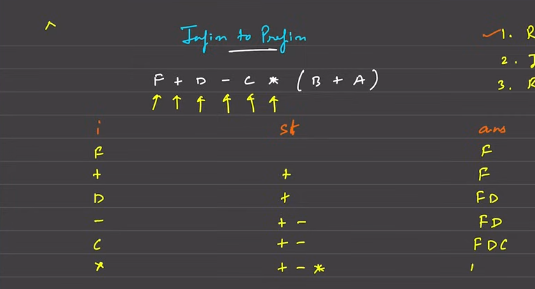 ^
Infix to Prefix
1. R
2. I
3. R
F + D - C * (B + A)
i st ans
F F
+ + F
D + FD
- + - FD
C + - FDC
* + - *